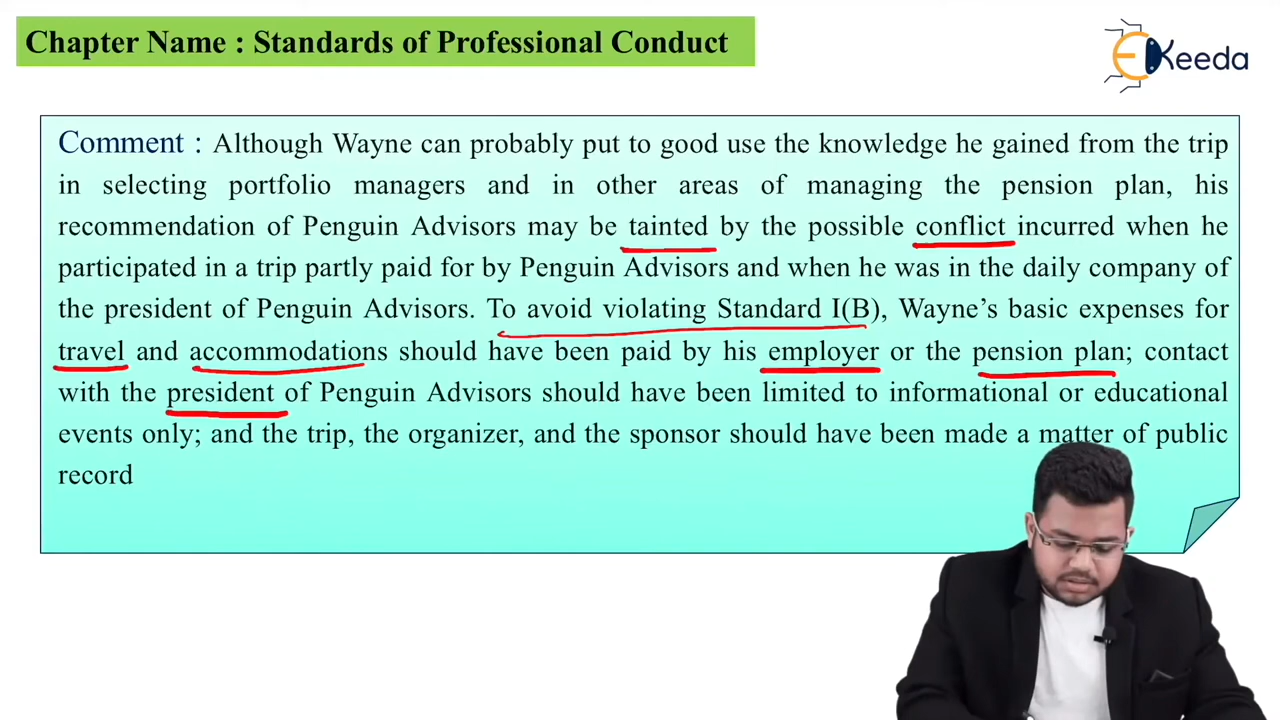 Chapter Name : Standards of Professional Conduct
EKeeda
Comment : Although Wayne can probably put to good use the knowledge he gained from the trip
in selecting portfolio managers and in other areas of managing the pension plan, his
recommendation of Penguin Advisors may be tainted by the possible conflict incurred when he
participated in a trip partly paid for by Penguin Advisors and when he was in the daily company of
the president of Penguin Advisors. To avoid violating Standard I(B), Wayne’s basic expenses for
travel and accommodations should have been paid by his employer or the pension plan; contact
with the president of Penguin Advisors should have been limited to informational or educational
events only; and the trip, the organizer, and the sponsor should have been made a matter of public
record